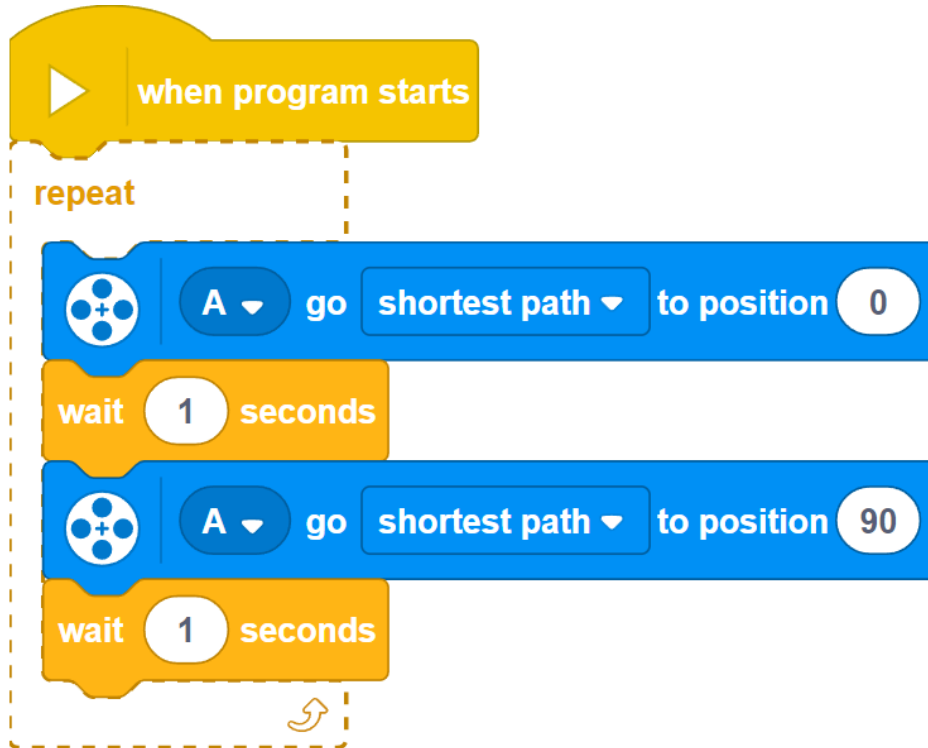 when program starts
repeat
A go shortest path to position 0
wait 1 seconds
A go shortest path to position 90
wait 1 seconds